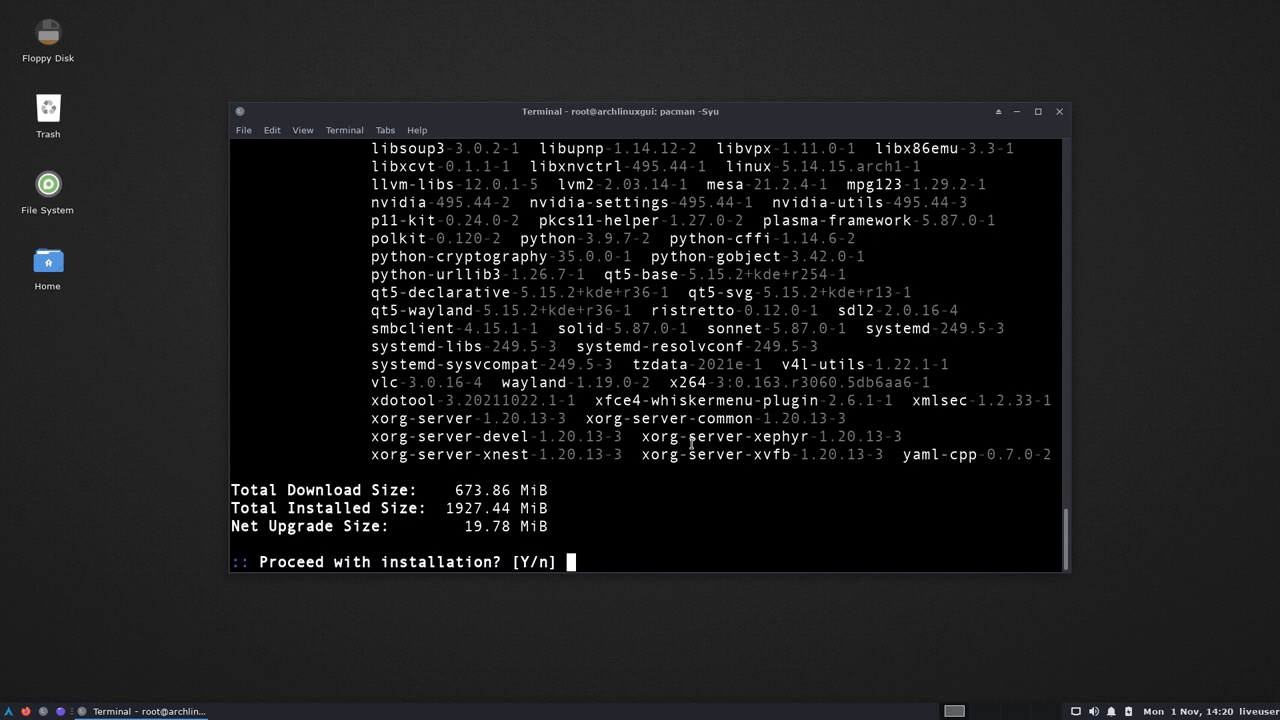 Floppy Disk
Trash
File System
Home
Terminal - root@archlinuxgui: pacman -Syu
File Edit View Terminal Tabs Help
libsoup3-3.0.2-1 libupnp-1.14.12-2 libvpx-1.11.0-1 libx86emu-3.3-1
libxcvt-0.1.1-1 libxnvctrl-495.44-1 linux-5.14.15.arch1-1
llvm-libs-12.0.1-5 lvm2-2.03.14-1 mesa-21.2.4-1 mpg123-1.29.2-1
nvidia-495.44-2 nvidia-settings-495.44-1 nvidia-utils-495.44-3
p11-kit-0.24.0-2 pkcs11-helper-1.27.0-2 plasma-framework-5.87.0-1
polkit-0.120-2 python-3.9.7-2 python-cffi-1.14.6-2
python-cryptography-35.0.0-1 python-gobject-3.42.0-1
python-urllib3-1.26.7-1 qt5-base-5.15.2+kde+r254-1
qt5-declarative-5.15.2+kde+r36-1 qt5-svg-5.15.2+kde+r13-1
qt5-wayland-5.15.2+kde+r36-1 ristretto-0.12.0-1 sdl2-2.0.16-4
smbclient-4.15.1-1 solid-5.87.0-1 sonnet-5.87.0-1 systemd-249.5-3
systemd-libs-249.5-3 systemd-resolvconf-249.5-3
systemd-sysvcompat-249.5-3 tzdata-2021e-1 v4l-utils-1.22.1-1
vlc-3.0.16-4 wayland-1.19.0-2 x264-3:0.163.r3060.5db6aa6-1
xdotool-3.20211022.1-1 xfce4-whiskermenu-plugin-2.6.1-1 xmlsec-1.2.33-1
xorg-server-1.20.13-3 xorg-server-common-1.20.13-3
xorg-server-devel-1.20.13-3 xorg-server-xephyr-1.20.13-3
xorg-server-xnest-1.20.13-3 xorg-server-xvfb-1.20.13-3 yaml-cpp-0.7.0-2
Total Download Size: 673.86 MiB
Total Installed Size: 1927.44 MiB
Net Upgrade Size: 19.78 MiB
:: Proceed with installation? [Y/n]
Terminal - root@archlin...
Mon 1 Nov, 14:20 liveuser